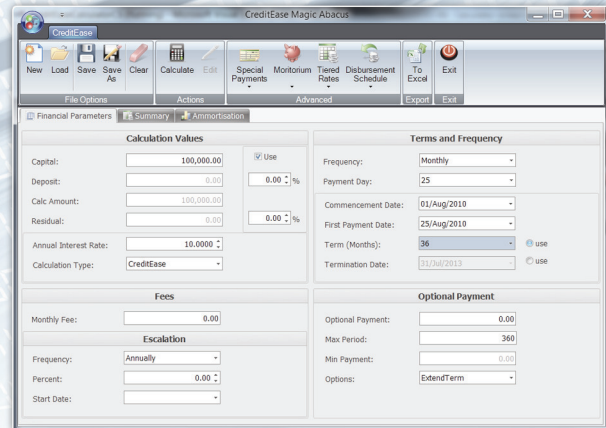 CreditEase Magic Abacus
CreditEase
New Load Save Save As Clear Calculate Edit Special Payments Moritorium Tiered Rates Disbursement Schedule To Excel Exit
File Options Actions Advanced Export Exit
Financial Parameters Summary Ammortisation
Calculation Values
Capital: 100,000.00 Use
Deposit: 0.00 0.00 %
Calc Amount: 100,000.00
Residual: 0.00 0.00 %
Annual Interest Rate: 10.0000
Calculation Type: CreditEase
Terms and Frequency
Frequency: Monthly
Payment Day: 25
Commencement Date: 01/Aug/2010
First Payment Date: 25/Aug/2010
Term (Months): 36 use
Termination Date: 31/Jul/2013 use
Fees
Monthly Fee: 0.00
Escalation
Frequency: Annually
Percent: 0.00
Start Date:
Optional Payment
Optional Payment: 0.00
Max Period: 360
Min Payment: 0.00
Options: ExtendTerm